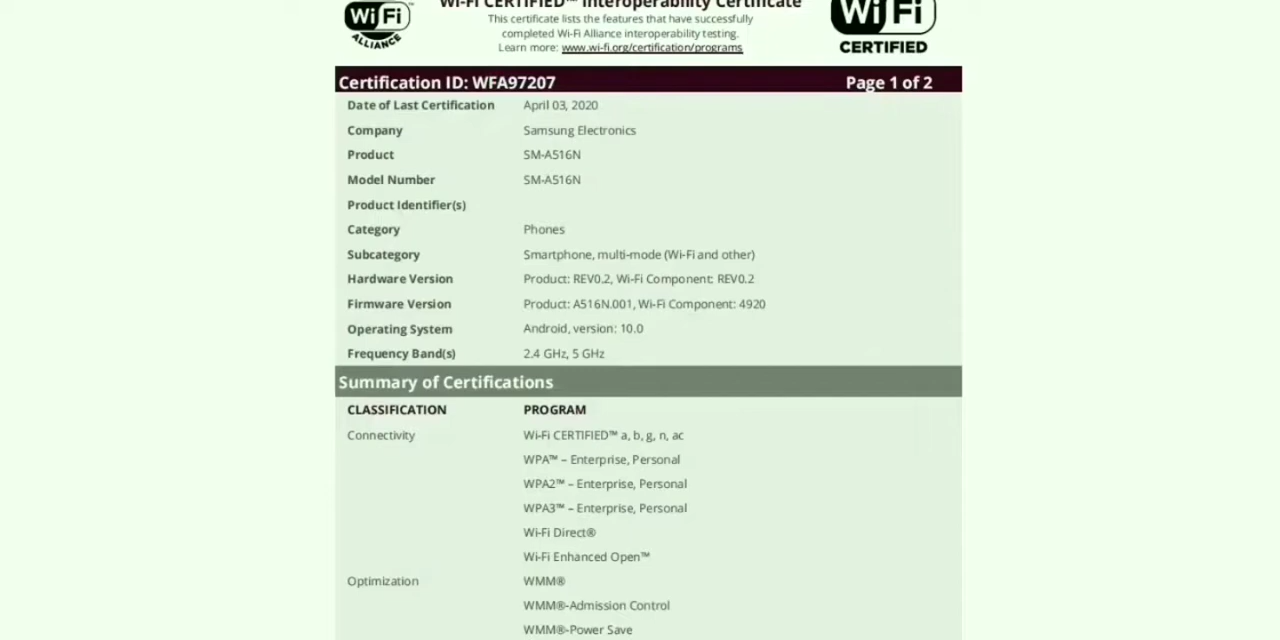 Wi-Fi CERTIFIED™ Interoperability Certificate
This certificate lists the features that have successfully
completed Wi-Fi Alliance interoperability testing.
Learn more: www.wi-fi.org/certification/programs
Wi Fi
ALLIANCE
Wi Fi
CERTIFIED
Certification ID: WFA97207 Page 1 of 2
Date of Last Certification April 03, 2020
Company Samsung Electronics
Product SM-A516N
Model Number SM-A516N
Product Identifier(s)
Category Phones
Subcategory Smartphone, multi-mode (Wi-Fi and other)
Hardware Version Product: REV0.2, Wi-Fi Component: REV0.2
Firmware Version Product: A516N.001, Wi-Fi Component: 4920
Operating System Android, version: 10.0
Frequency Band(s) 2.4 GHz, 5 GHz
Summary of Certifications
CLASSIFICATION PROGRAM
Connectivity Wi-Fi CERTIFIED™ a, b, g, n, ac
WPA™ – Enterprise, Personal
WPA2™ – Enterprise, Personal
WPA3™ – Enterprise, Personal
Wi-Fi Direct®
Wi-Fi Enhanced Open™
Optimization WMM®
WMM®-Admission Control
WMM®-Power Save